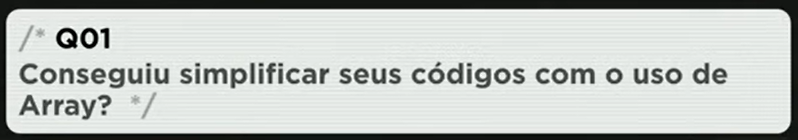 /* Q01
Conseguiu simplificar seus códigos com o uso de
Array? */